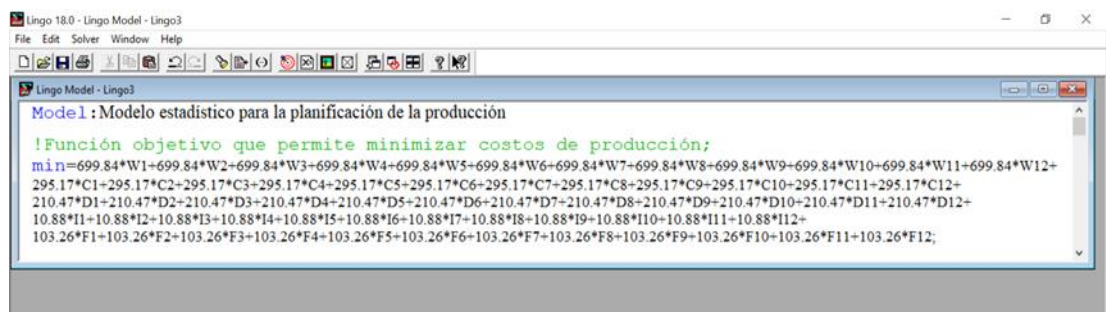 Lingo 18.0 - Lingo Model - Lingo3
File Edit Solver Window Help
Lingo Model - Lingo3
Model:Modelo estadístico para la planificación de la producción
!Función objetivo que permite minimizar costos de producción;
min=699.84*W1+699.84*W2+699.84*W3+699.84*W4+699.84*W5+699.84*W6+699.84*W7+699.84*W8+699.84*W9+699.84*W10+699.84*W11+699.84*W12+
295.17*C1+295.17*C2+295.17*C3+295.17*C4+295.17*C5+295.17*C6+295.17*C7+295.17*C8+295.17*C9+295.17*C10+295.17*C11+295.17*C12+
210.47*D1+210.47*D2+210.47*D3+210.47*D4+210.47*D5+210.47*D6+210.47*D7+210.47*D8+210.47*D9+210.47*D10+210.47*D11+210.47*D12+
10.88*I1+10.88*I2+10.88*I3+10.88*I4+10.88*I5+10.88*I6+10.88*I7+10.88*I8+10.88*I9+10.88*I10+10.88*I11+10.88*I12+
103.26*F1+103.26*F2+103.26*F3+103.26*F4+103.26*F5+103.26*F6+103.26*F7+103.26*F8+103.26*F9+103.26*F10+103.26*F11+103.26*F12;